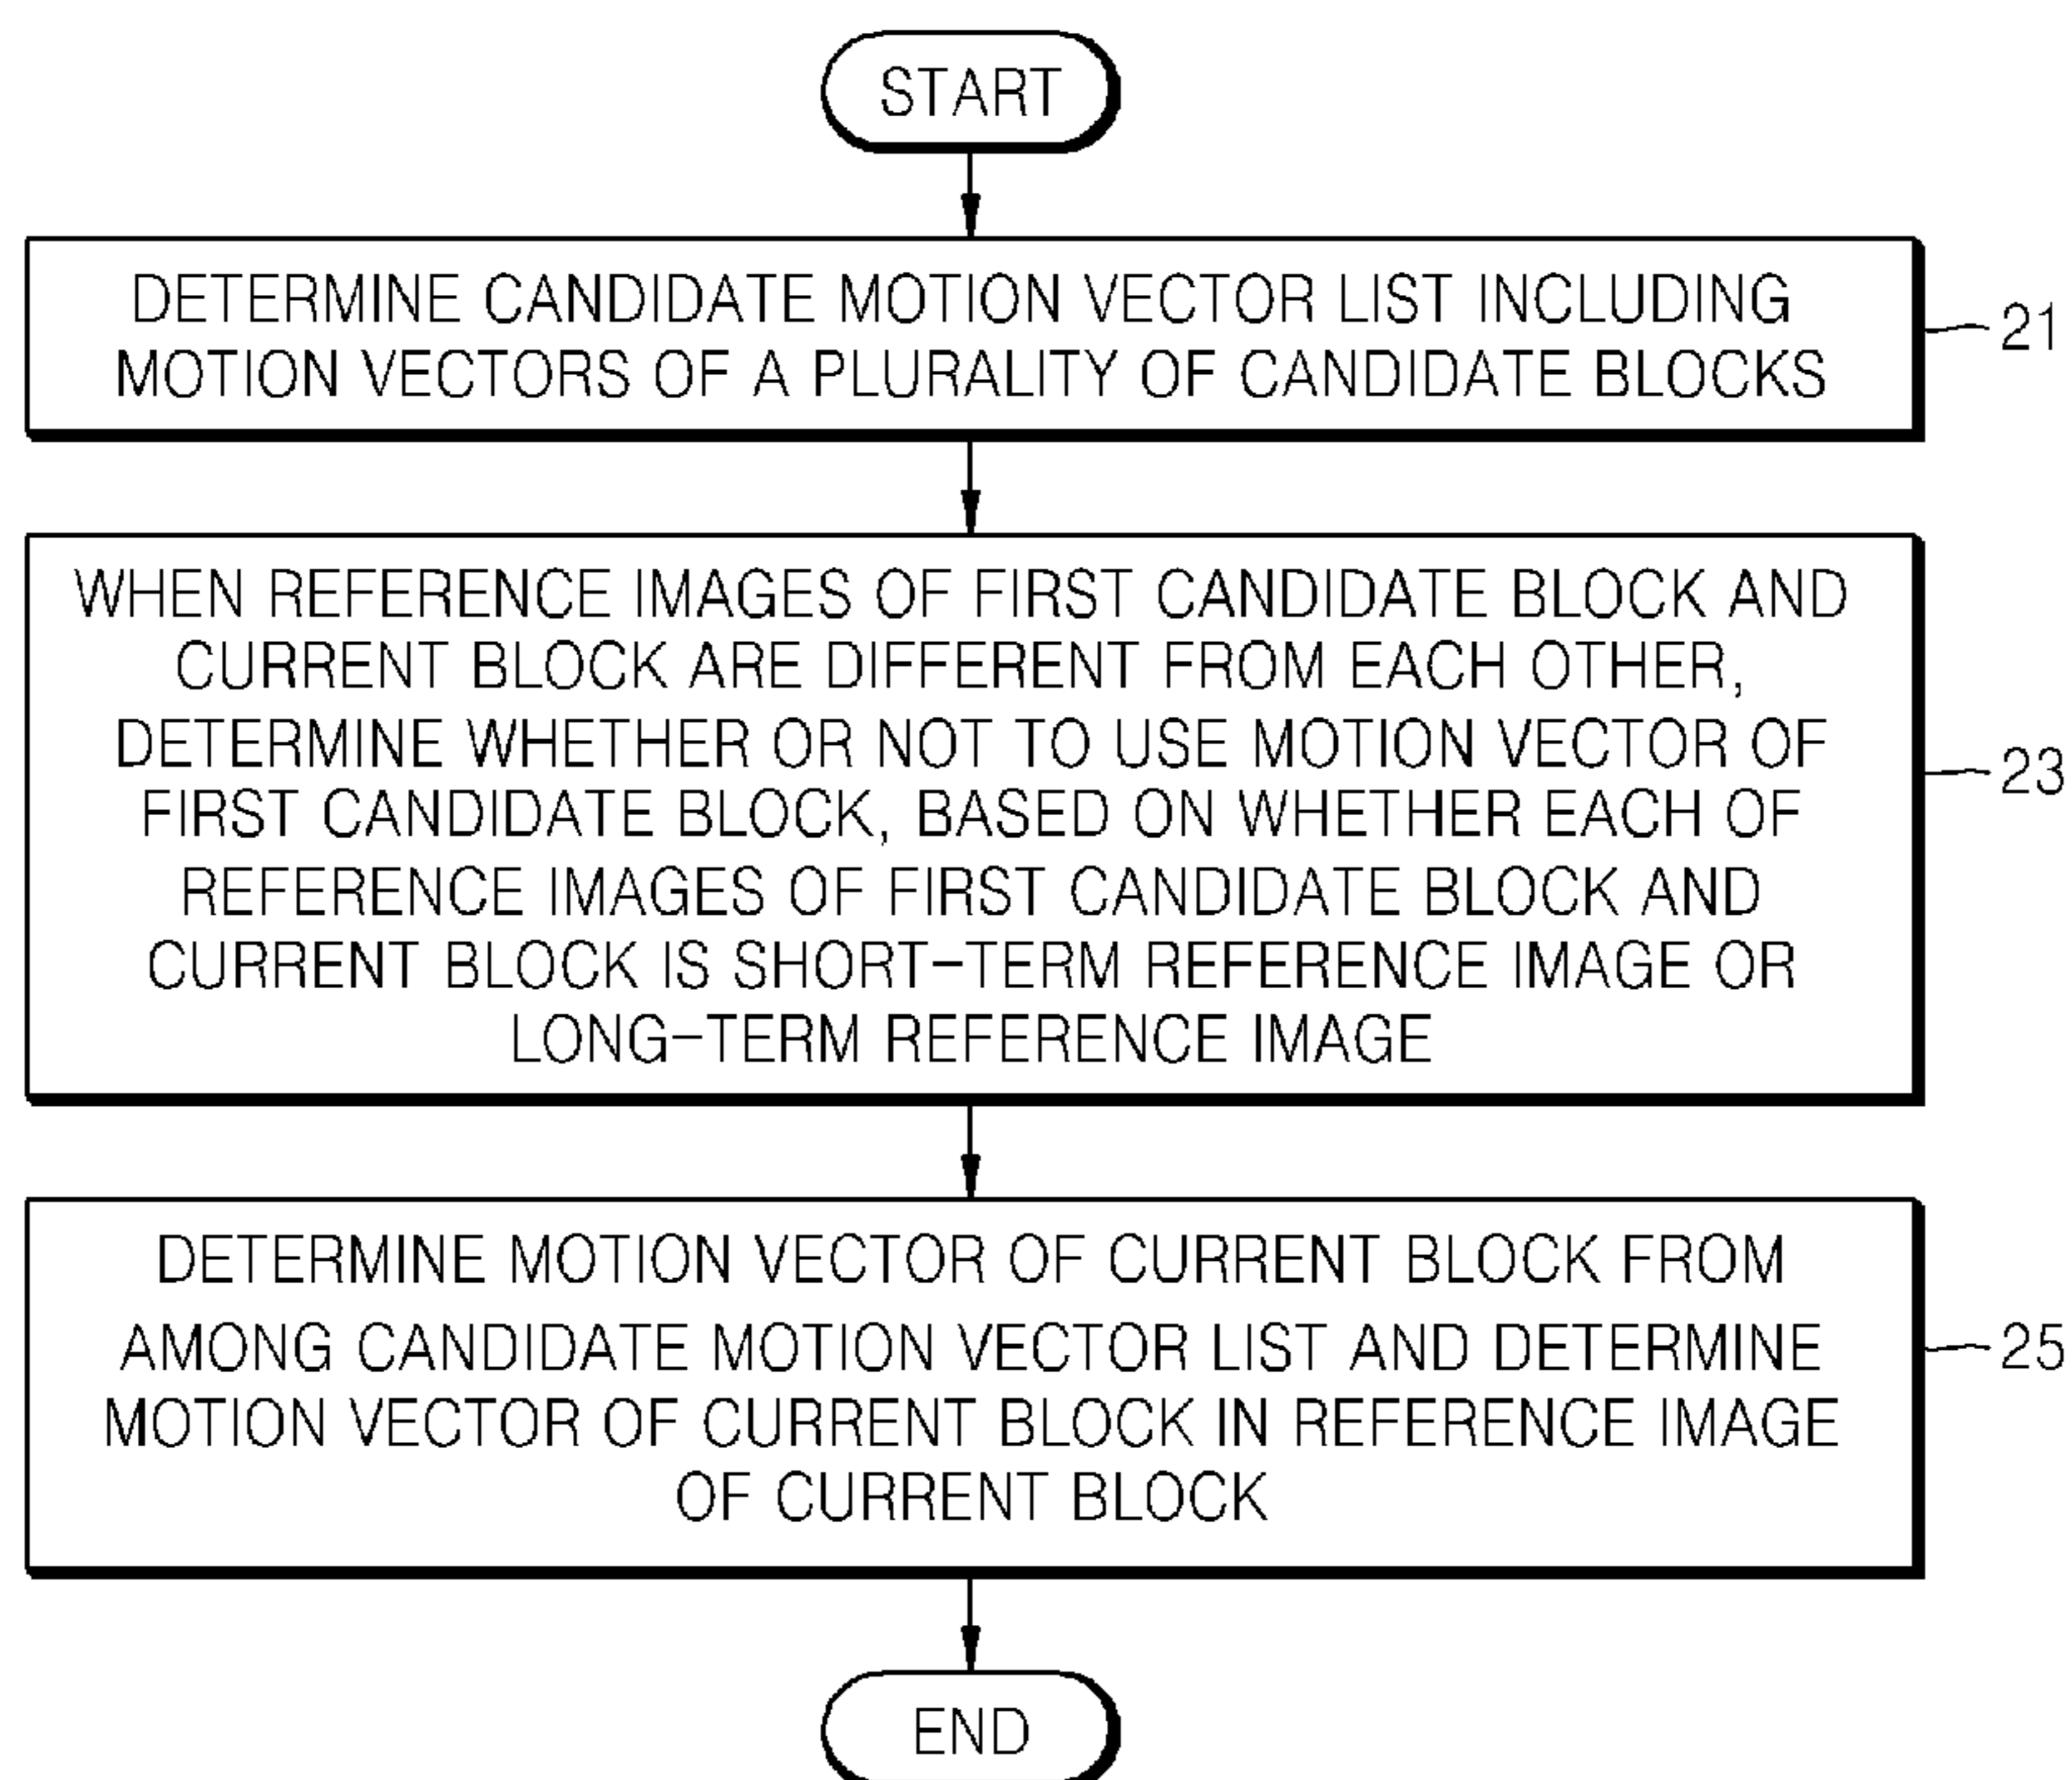 START
DETERMINE CANDIDATE MOTION VECTOR LIST INCLUDING
MOTION VECTORS OF A PLURALITY OF CANDIDATE BLOCKS
21
WHEN REFERENCE IMAGES OF FIRST CANDIDATE BLOCK AND
CURRENT BLOCK ARE DIFFERENT FROM EACH OTHER,
DETERMINE WHETHER OR NOT TO USE MOTION VECTOR OF
FIRST CANDIDATE BLOCK, BASED ON WHETHER EACH OF
REFERENCE IMAGES OF FIRST CANDIDATE BLOCK AND
CURRENT BLOCK IS SHORT-TERM REFERENCE IMAGE OR
LONG-TERM REFERENCE IMAGE
23
DETERMINE MOTION VECTOR OF CURRENT BLOCK FROM
AMONG CANDIDATE MOTION VECTOR LIST AND DETERMINE
MOTION VECTOR OF CURRENT BLOCK IN REFERENCE IMAGE
OF CURRENT BLOCK
25
END